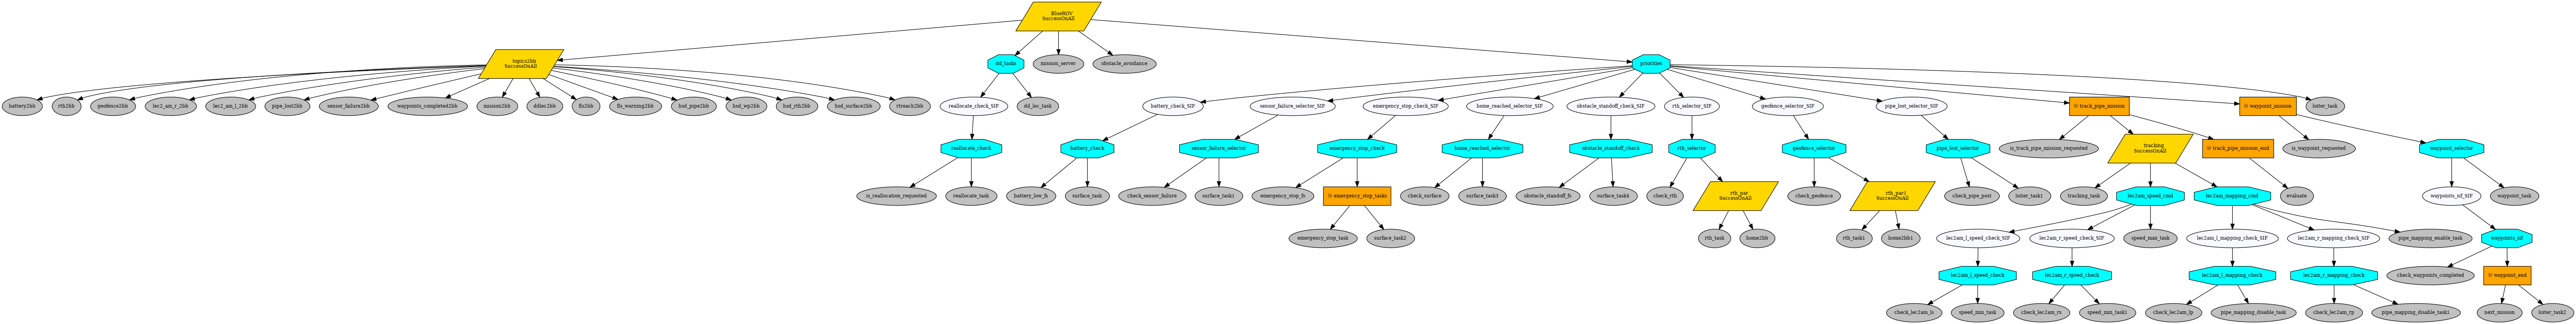 BlueROV
SuccessOnAll
topics2bb
SuccessOnAll
dd_tasks
mission_server
obstacle_avoidance
priorities
battery2bb
rth2bb
geofence2bb
lec2_am_r_2bb
lec2_am_l_2bb
pipe_lost2bb
sensor_failure2bb
waypoints_completed2bb
mission2bb
ddlec2bb
fls2bb
fls_warning2bb
hsd_pipe2bb
hsd_wp2bb
hsd_rth2bb
hsd_surface2bb
rtreach2bb
reallocate_check_SIF
dd_lec_task
battery_check_SIF
sensor_failure_selector_SIF
emergency_stop_check_SIF
home_reached_selector_SIF
obstacle_standoff_check_SIF
rth_selector_SIF
geofence_selector_SIF
pipe_lost_selector_SIF
track_pipe_mission
waypoint_mission
loiter_task
reallocate_check
battery_check
sensor_failure_selector
emergency_stop_check
home_reached_selector
obstacle_standoff_check
rth_selector
geofence_selector
pipe_lost_selector
is_track_pipe_mission_requested
tracking
SuccessOnAll
track_pipe_mission_end
is_waypoint_requested
waypoint_selector
is_reallocation_requested
reallocate_task
battery_low_fs
surface_task
check_sensor_failure
surface_task1
emergency_stop_fs
emergency_stop_tasks
check_surface
surface_task3
obstacle_standoff_fs
surface_task4
check_rth
rth_par
SuccessOnAll
check_geofence
rth_par1
SuccessOnAll
check_pipe_post
loiter_task1
tracking_task
lec2am_speed_cmd
lec2am_mapping_cmd
evaluate
waypoints_sif_SIF
waypoint_task
emergency_stop_task
surface_task2
rth_task
home2bb
rth_task1
home2bb1
lec2am_l_speed_check_SIF
lec2am_r_speed_check_SIF
speed_max_task
lec2am_l_mapping_check_SIF
lec2am_r_mapping_check_SIF
pipe_mapping_enable_task
waypoints_sif
lec2am_l_speed_check
lec2am_r_speed_check
lec2am_l_mapping_check
lec2am_r_mapping_check
check_waypoints_completed
waypoint_end
check_lec2am_ls
speed_min_task
check_lec2am_rs
speed_min_task1
check_lec2am_lp
pipe_mapping_disable_task
check_lec2am_rp
pipe_mapping_disable_task1
next_mission
loiter_task2